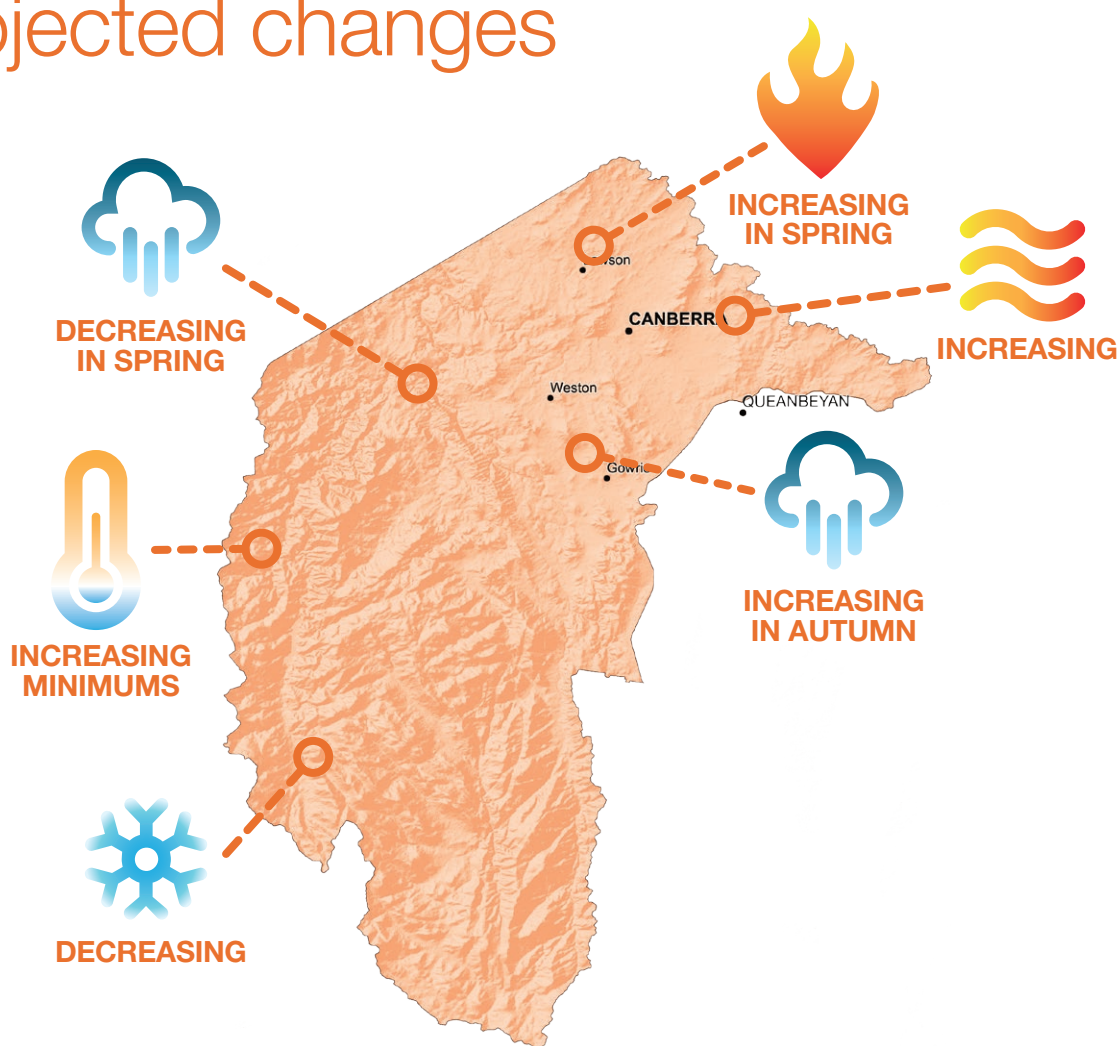 ojected changes
INCREASING
IN SPRING
DECREASING
IN SPRING
INCREASING
CANBERRA
Weston
QUEANBEYAN
INCREASING
IN AUTUMN
INCREASING
MINIMUMS
DECREASING